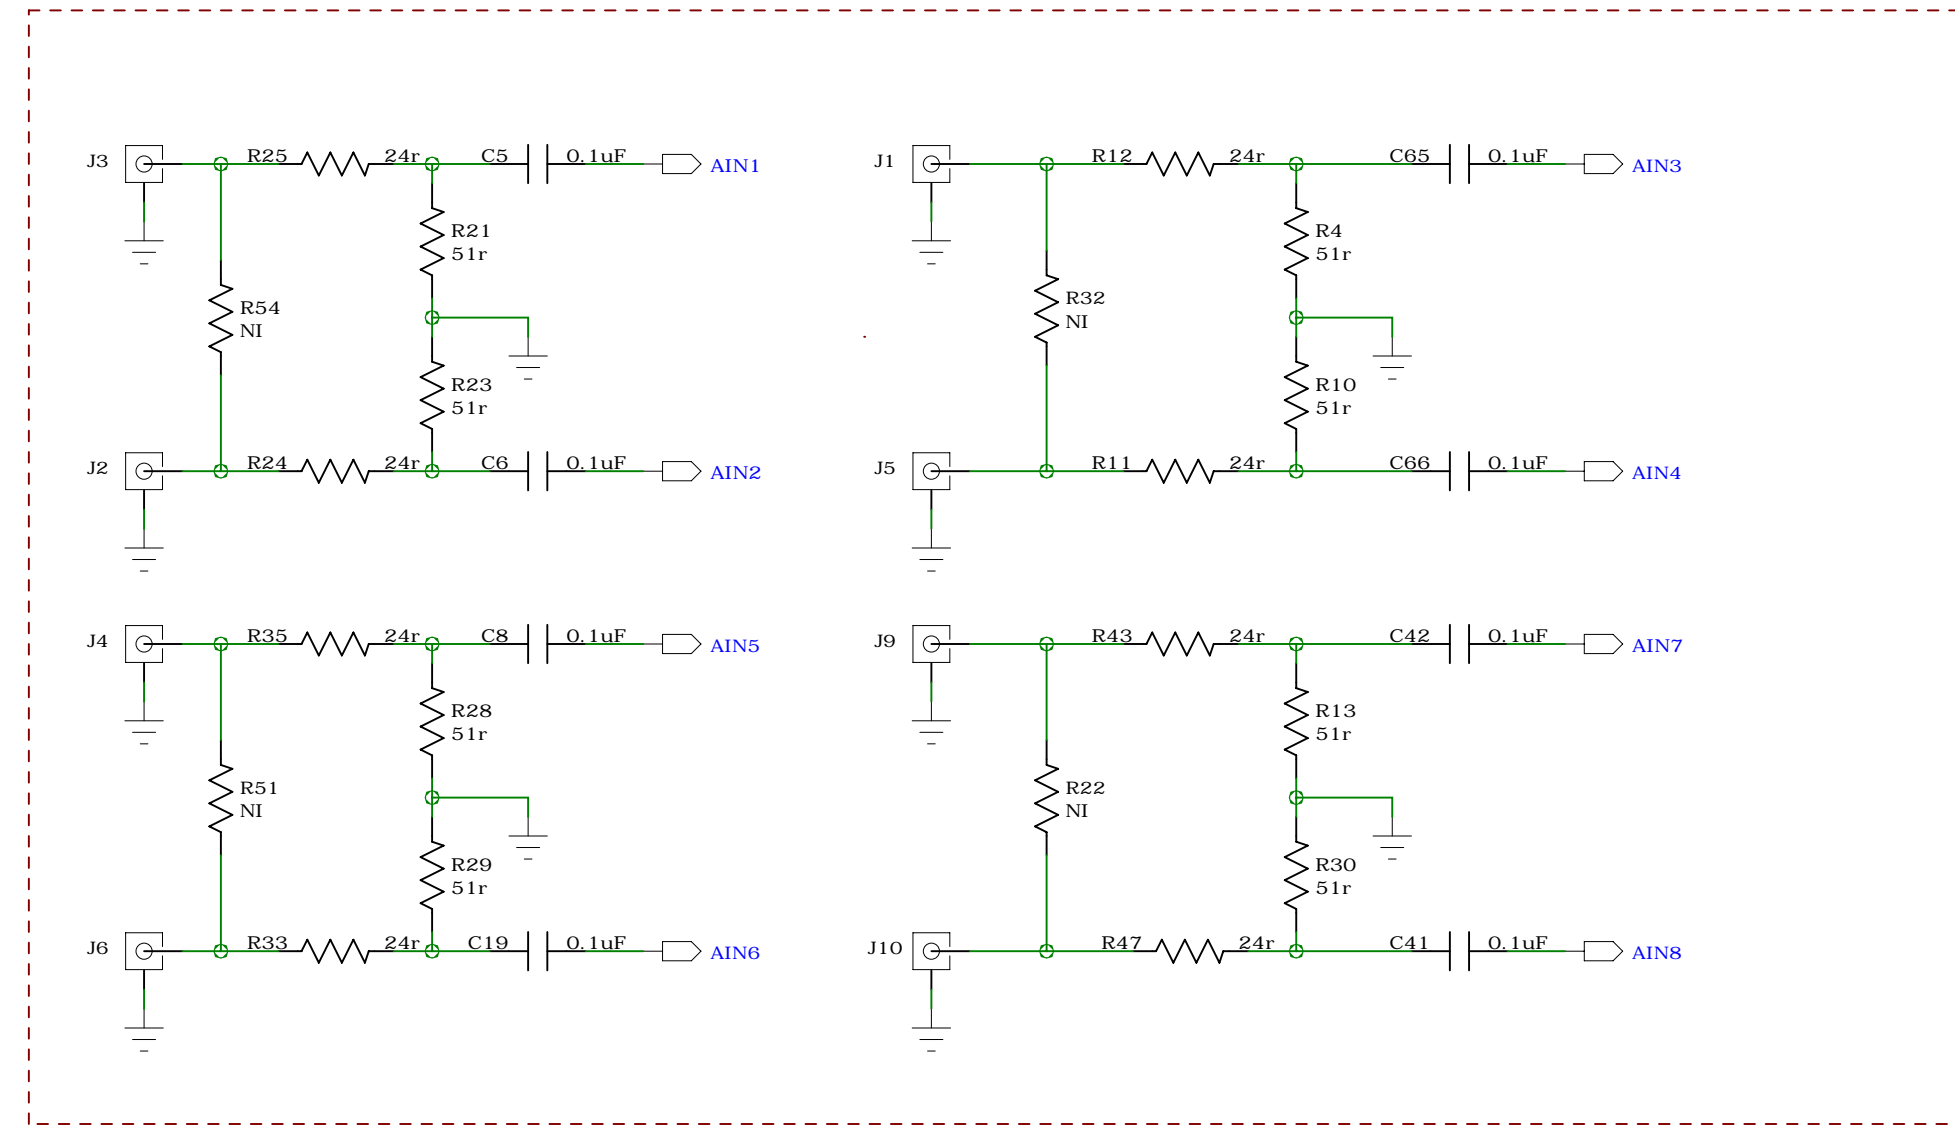 J3 R25 24r C5 0.1uF AIN1
R21
51r
R54
NI
R23
51r
J2 R24 24r C6 0.1uF AIN2
J1 R12 24r C65 0.1uF AIN3
R4
51r
R32
NI
R10
51r
J5 R11 24r C66 0.1uF AIN4
J4 R35 24r C8 0.1uF AIN5
R28
51r
R51
NI
R29
51r
J6 R33 24r C19 0.1uF AIN6
J9 R43 24r C42 0.1uF AIN7
R13
51r
R22
NI
R30
51r
J10 R47 24r C41 0.1uF AIN8